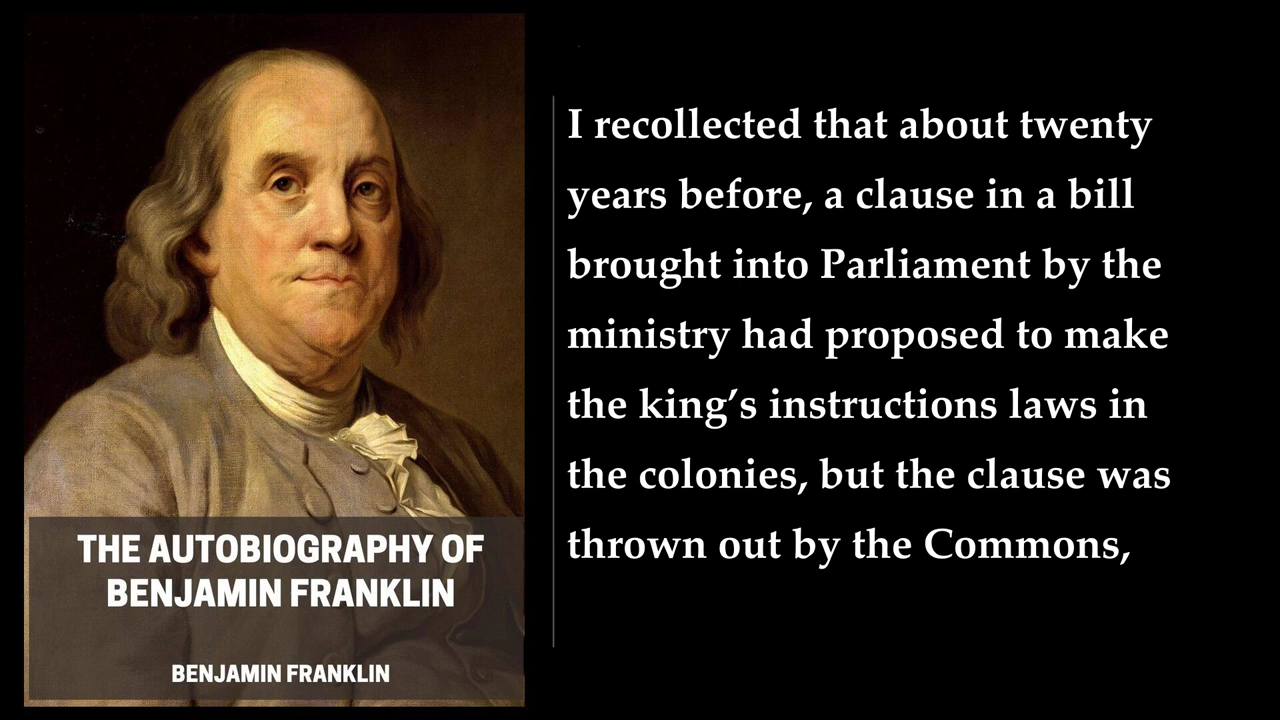 THE AUTOBIOGRAPHY OF
BENJAMIN FRANKLIN
BENJAMIN FRANKLIN
I recollected that about twenty
years before, a clause in a bill
brought into Parliament by the
ministry had proposed to make
the king’s instructions laws in
the colonies, but the clause was
thrown out by the Commons,